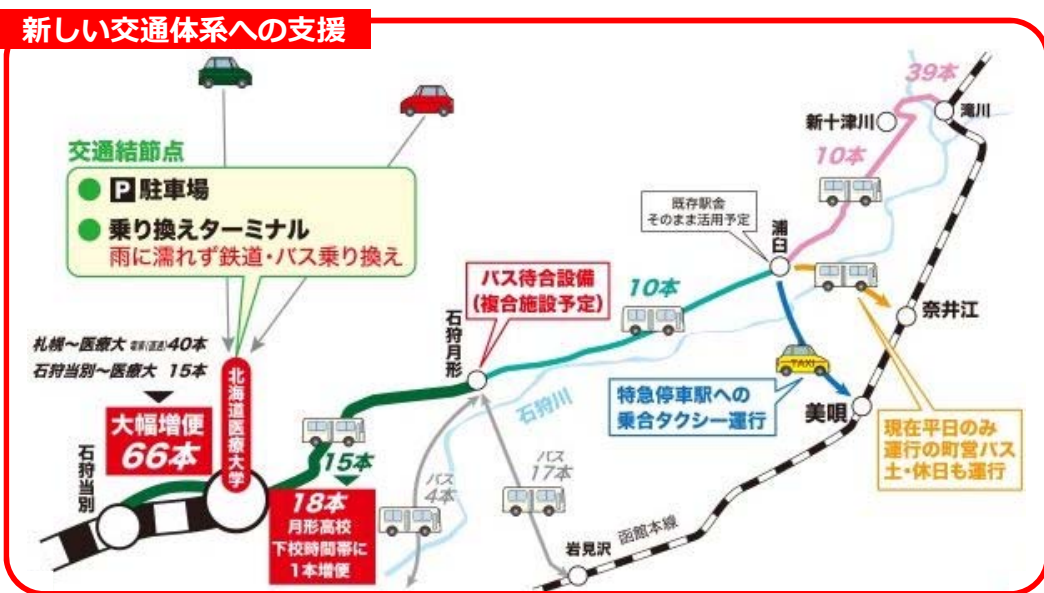 新しい交通体系への支援
交通結節点
P 駐車場
乗り換えターミナル
雨に濡れず鉄道・バス乗り換え
札幌~医療大 電車(直通)40本
石狩当別~医療大 15本
大幅増便
66本
北海道医療大学
石狩当別
15本
18本
月形高校
下校時間帯に
1本増便
石狩月形
バス待合設備
(複合施設予定)
バス
4本
バス
17本
石狩川
岩見沢
函館本線
10本
既存駅舎
そのまま活用予定
浦臼
特急停車駅への
乗合タクシー運行
TAXI
美唄
奈井江
現在平日のみ
運行の町営バス
土・休日も運行
10本
新十津川
39本
滝川